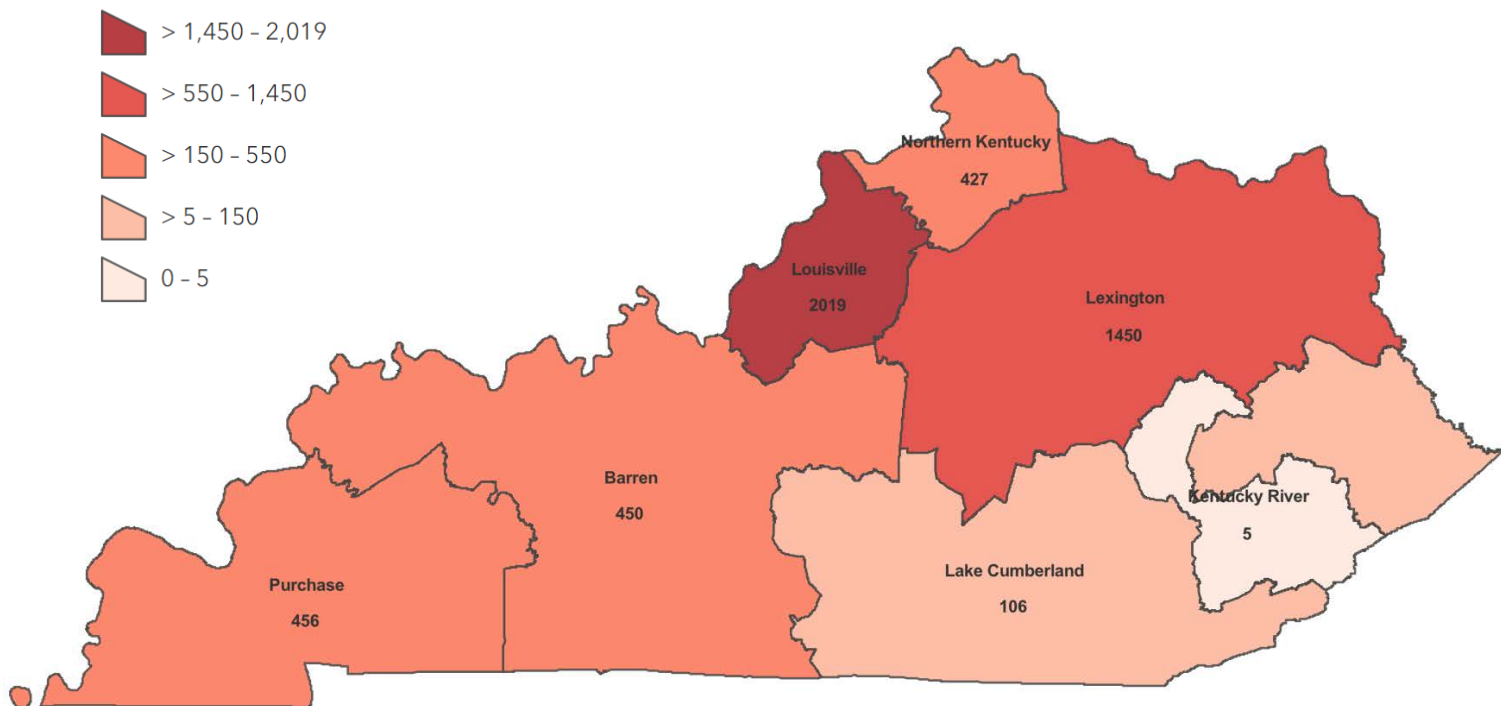 > 1,450 – 2,019
> 550 – 1,450
> 150 – 550
> 5 – 150
0 – 5
Northern Kentucky
427
Louisville
2019
Lexington
1450
Barren
450
Kentucky River
5
Lake Cumberland
106
Purchase
456